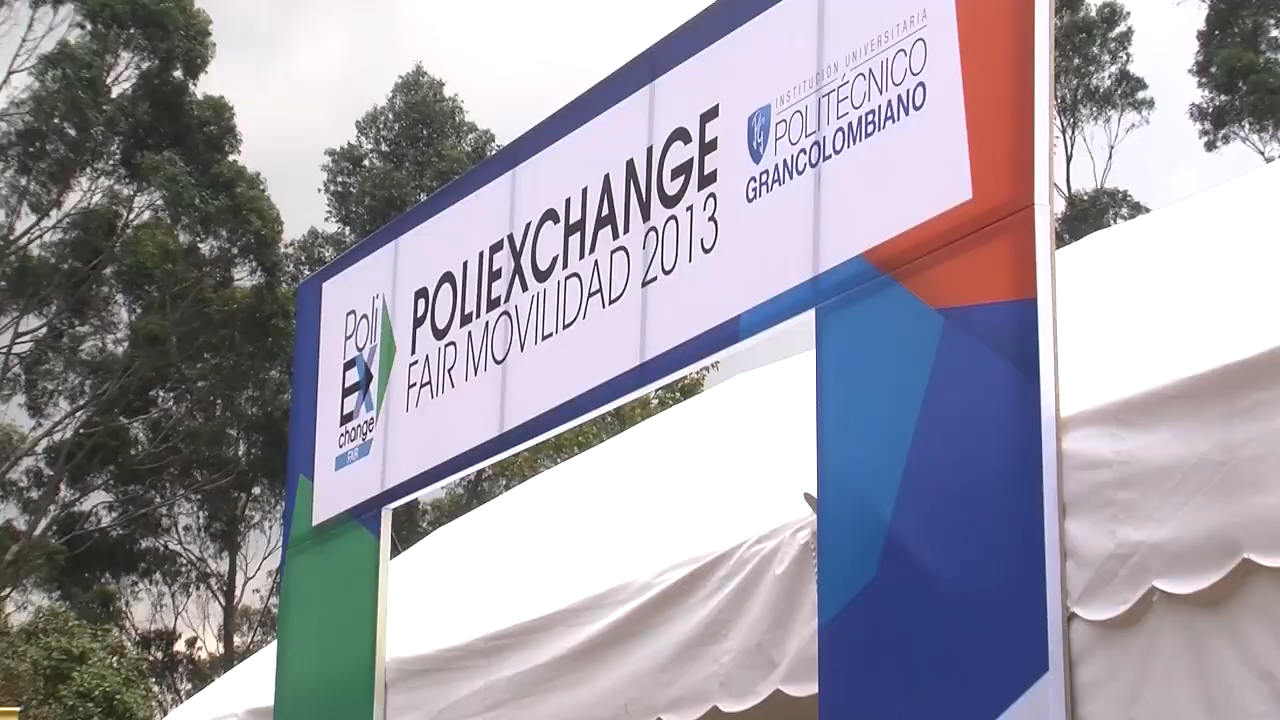 Poli
EX
change
FAIR
POLIEXCHANGE
FAIR MOVILIDAD 2013
INSTITUCIÓN UNIVERSITARIA
POLITÉCNICO
GRANCOLOMBIANO